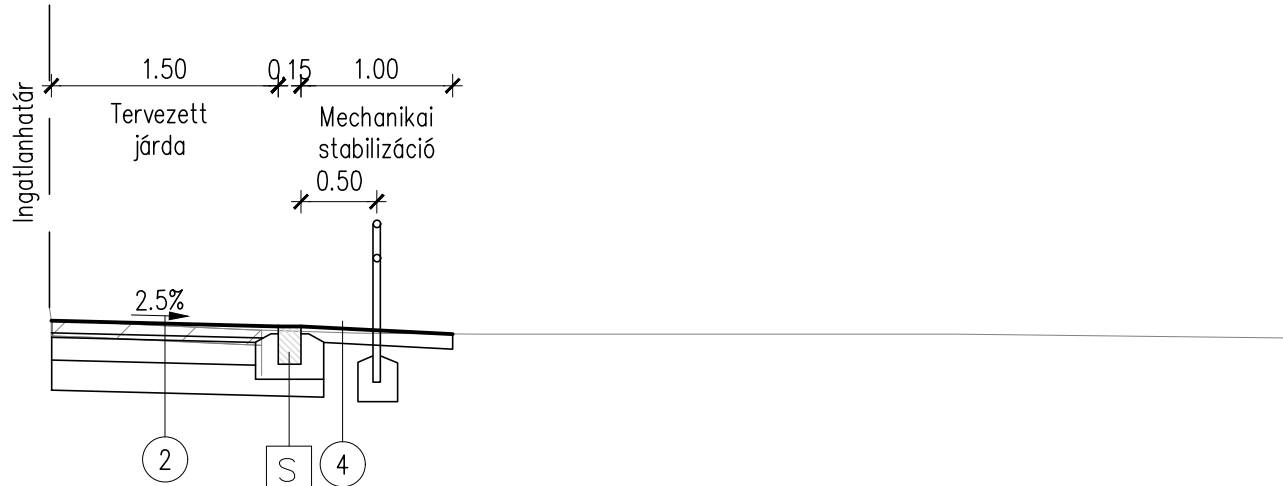 1.50
0.15
1.00
Ingatlanhatár
Tervezett
járda
Mechanikai
stabilizáció
0.50
2.5%
2
S
4